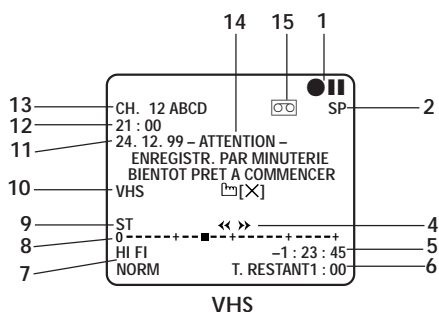 14 15 1
13 CH. 12 ABCD SP 2
12 21 : 00
11 24. 12. 99 – ATTENTION –
ENREGISTR. PAR MINUTERIE
BIENTOT PRET A COMMENCER
10 VHS [X]
9 ST 4
8 0 - - - - + - - ■ - - + - - - - + - - - - +
HI FI –1 : 23 : 45 5
7 NORM T. RESTANT1 : 00 6
VHS